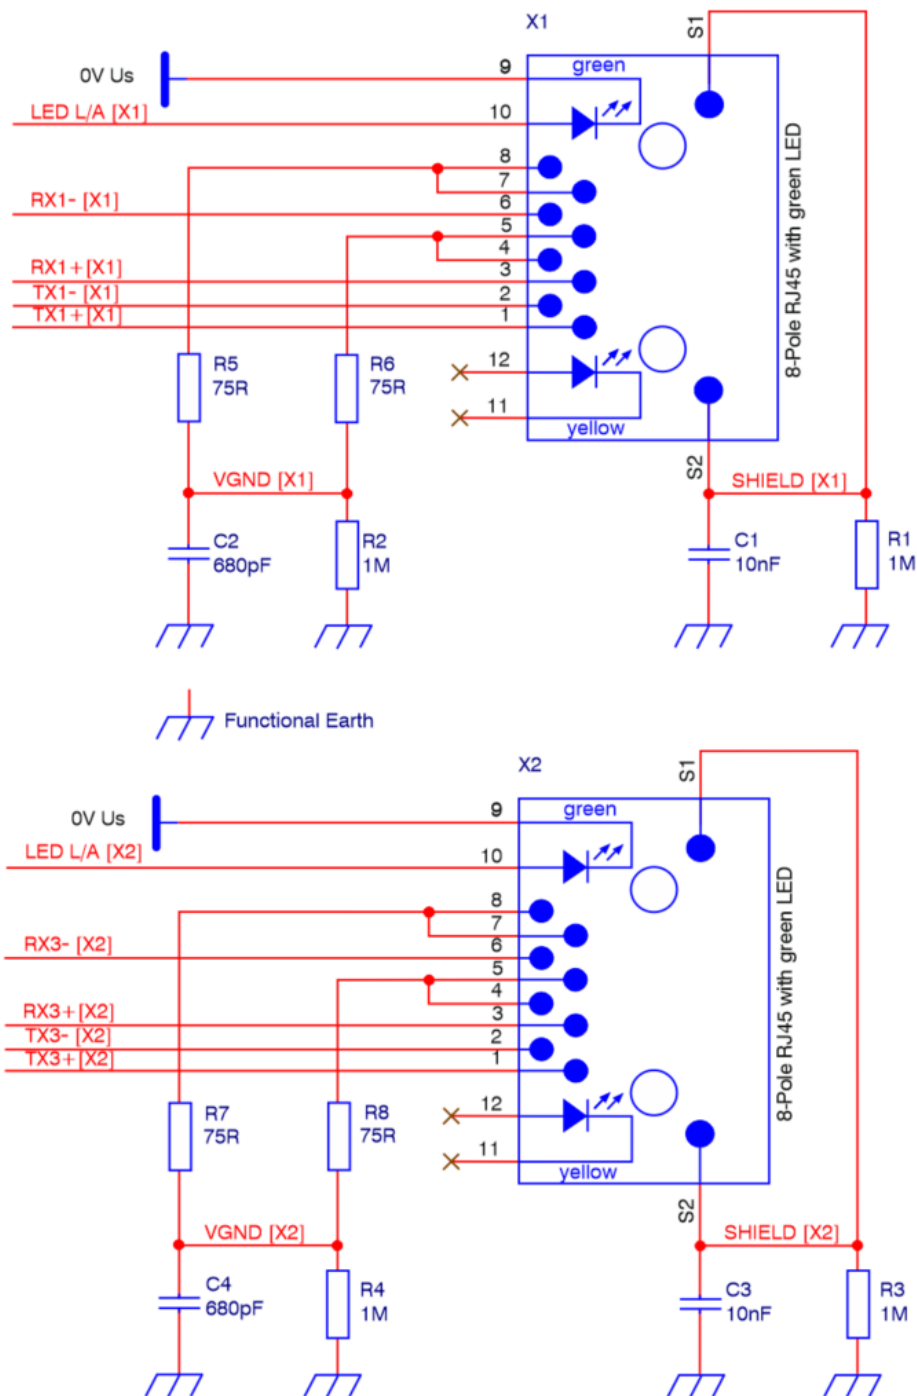 X1
S1
9
green
0V Us
LED L/A [X1]
10
8
7
RX1- [X1]
6
5
4
RX1+[X1]
3
TX1- [X1]
2
TX1+[X1]
1
8-Pole RJ45 with green LED
R5
75R
R6
75R
12
11
yellow
S2
VGND [X1]
SHIELD [X1]
C2
680pF
R2
1M
C1
10nF
R1
1M
Functional Earth
X2
S1
9
green
0V Us
LED L/A [X2]
10
8
7
RX3- [X2]
6
5
4
RX3+[X2]
3
TX3- [X2]
2
TX3+[X2]
1
8-Pole RJ45 with green LED
R7
75R
R8
75R
12
11
yellow
S2
VGND [X2]
SHIELD [X2]
C4
680pF
R4
1M
C3
10nF
R3
1M